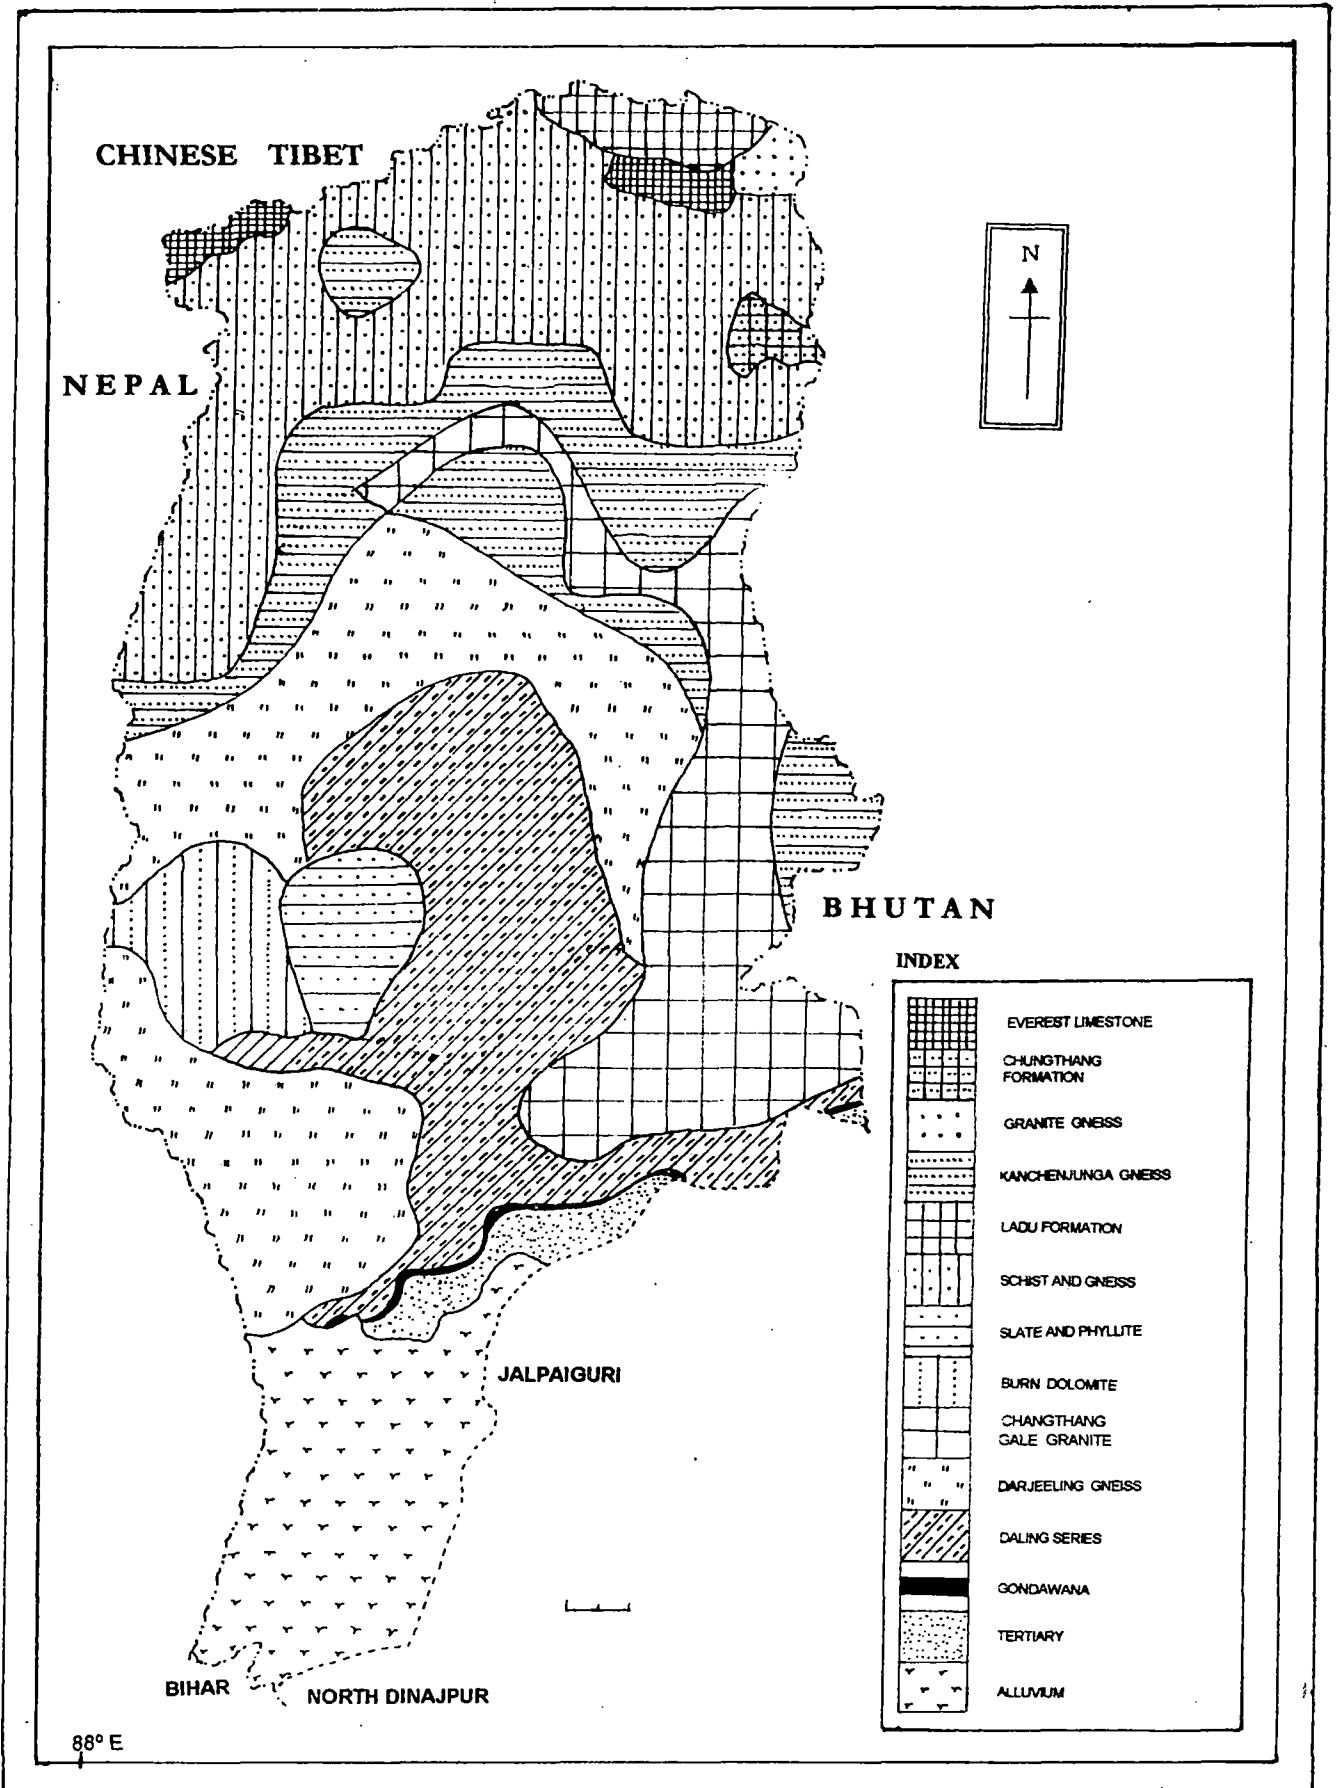 CHINESE TIBET
N
NEPAL
BHUTAN
INDEX
EVEREST LIMESTONE
CHUNGTHANG
FORMATION
GRANITE GNEISS
KANCHENJUNGA GNEISS
LADU FORMATION
SCHIST AND GNEISS
SLATE AND PHYLLITE
BURN DOLOMITE
CHANGTHANG
GALE GRANITE
DARJEELING GNEISS
DALING SERIES
GONDAWANA
TERTIARY
ALLUVIUM
JALPAIGURI
BIHAR
NORTH DINAJPUR
88° E